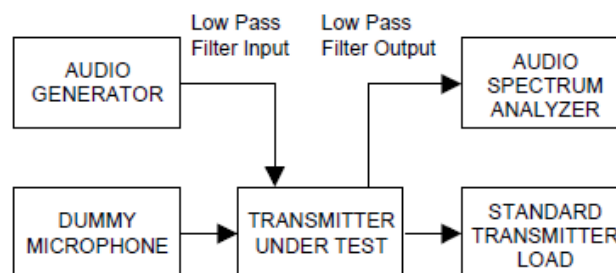 Low Pass
Filter Input
Low Pass
Filter Output
AUDIO
GENERATOR
AUDIO
SPECTRUM
ANALYZER
DUMMY
MICROPHONE
TRANSMITTER
UNDER TEST
STANDARD
TRANSMITTER
LOAD